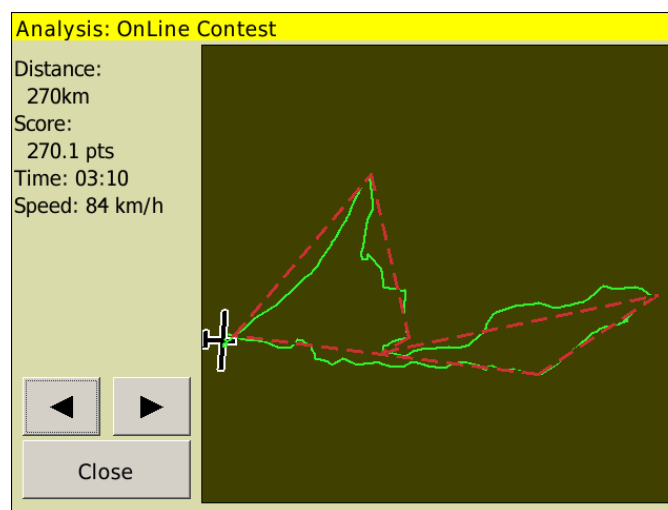 Analysis: OnLine Contest
Distance:
270km
Score:
270.1 pts
Time: 03:10
Speed: 84 km/h
Close